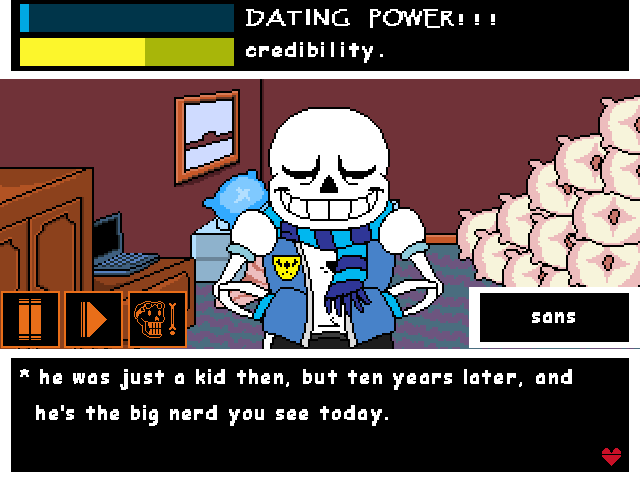 DATING POWER!!!
credibility.
sans
* he was just a kid then, but ten years later, and
he's the big nerd you see today.